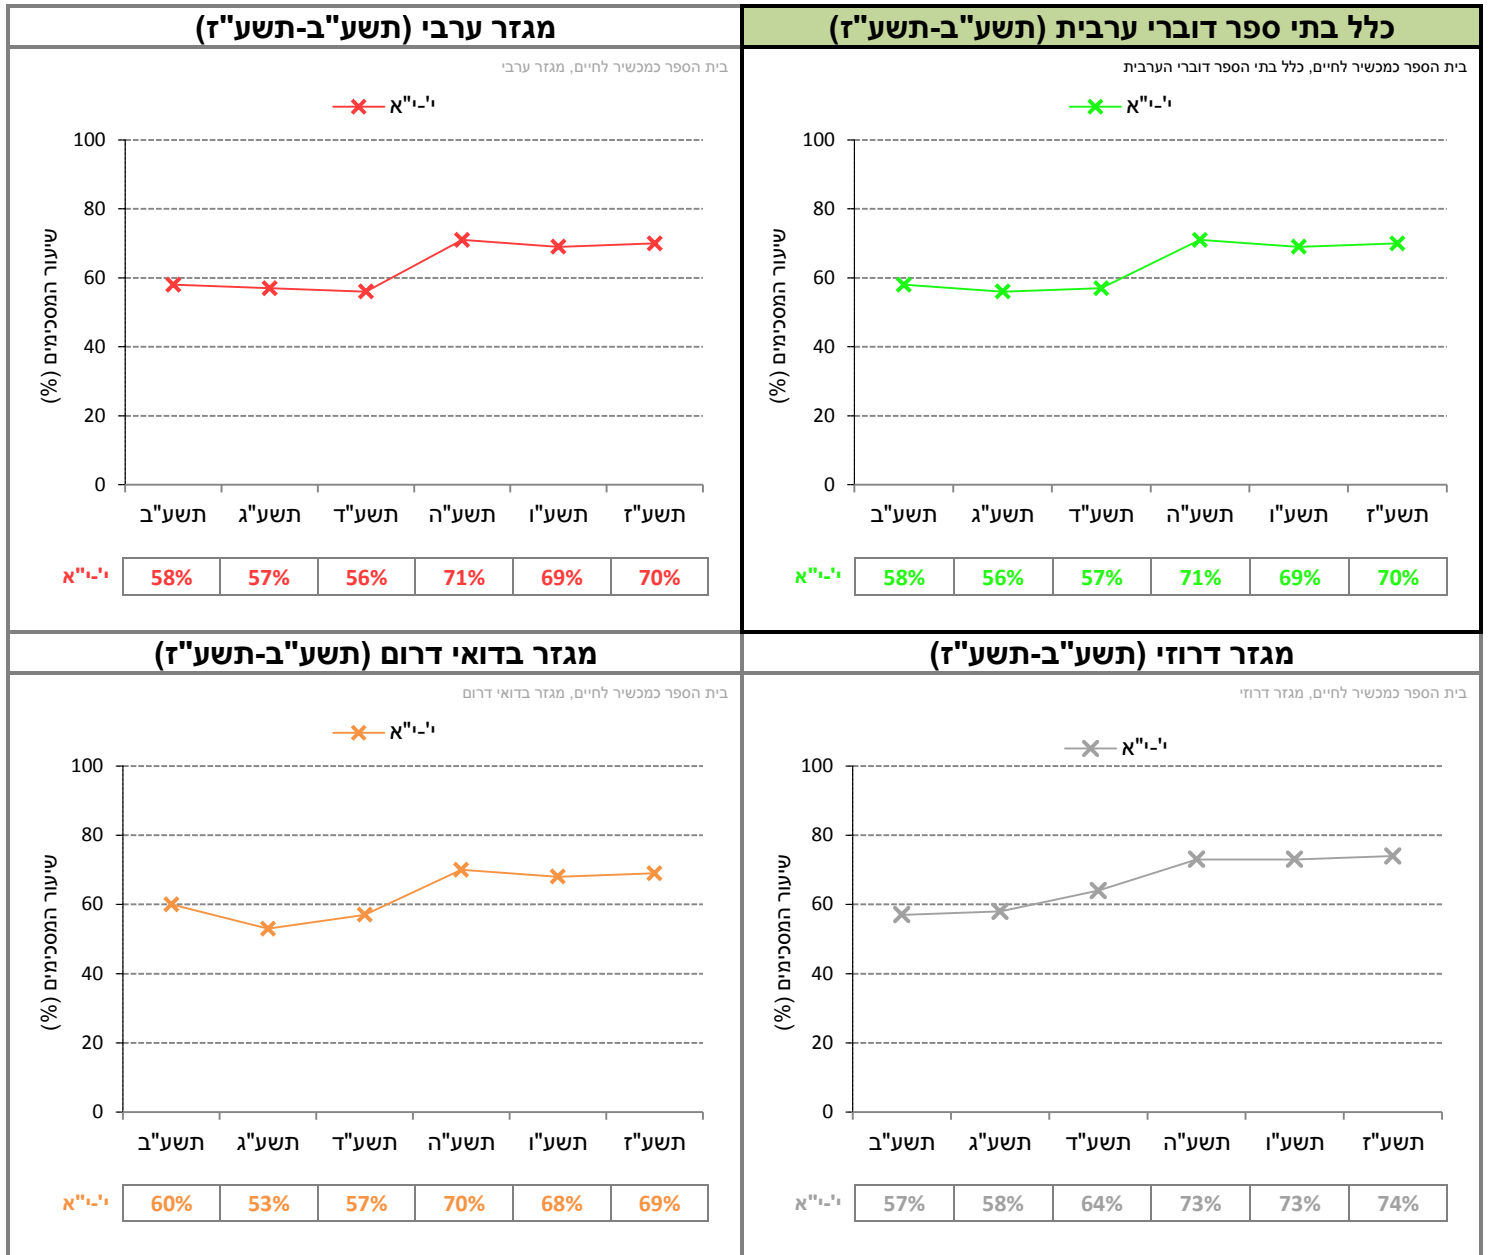 כלל בתי ספר דוברי ערבית (תשע"ב-תשע"ז)
בית הספר כמכשיר לחיים, כלל בתי הספר דוברי הערבית
י'-י"א
שיעור המסכימים (%)
100
80
60
40
20
0
תשע"ב תשע"ג תשע"ד תשע"ה תשע"ו תשע"ז
י'-י"א 58% 56% 57% 71% 69% 70%
מגזר ערבי (תשע"ב-תשע"ז)
בית הספר כמכשיר לחיים, מגזר ערבי
י'-י"א
שיעור המסכימים (%)
100
80
60
40
20
0
תשע"ב תשע"ג תשע"ד תשע"ה תשע"ו תשע"ז
י'-י"א 58% 57% 56% 71% 69% 70%
מגזר דרוזי (תשע"ב-תשע"ז)
בית הספר כמכשיר לחיים, מגזר דרוזי
י'-י"א
שיעור המסכימים (%)
100
80
60
40
20
0
תשע"ב תשע"ג תשע"ד תשע"ה תשע"ו תשע"ז
י'-י"א 57% 58% 64% 73% 73% 74%
מגזר בדואי דרום (תשע"ב-תשע"ז)
בית הספר כמכשיר לחיים, מגזר בדואי דרום
י'-י"א
שיעור המסכימים (%)
100
80
60
40
20
0
תשע"ב תשע"ג תשע"ד תשע"ה תשע"ו תשע"ז
י'-י"א 60% 53% 57% 70% 68% 69%